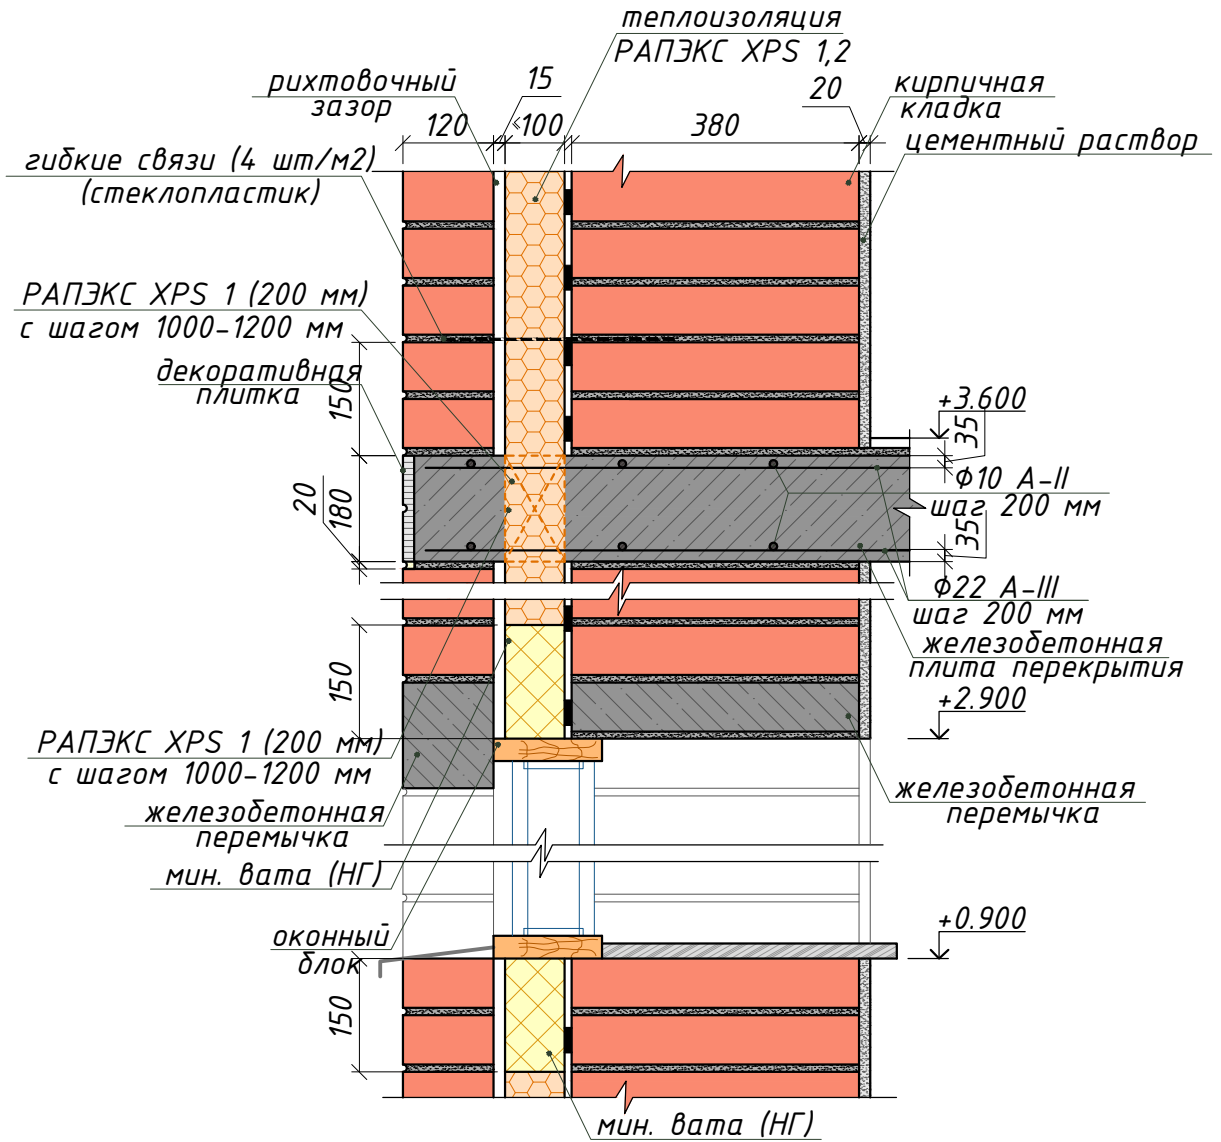 теплоизоляция
РАПЭКС XPS 1,2
рихтовочный
зазор
15
20
кирпичная
кладка
120
«100
380
цементный раствор
гибкие связи (4 шт/м2)
(стеклопластик)
РАПЭКС XPS 1 (200 мм)
с шагом 1000-1200 мм
декоративная
плитка
150
+3.600
35
20
180
ϕ10 А-II
шаг 200 мм
35
ϕ22 А-III
шаг 200 мм
железобетонная
плита перекрытия
150
+2.900
РАПЭКС XPS 1 (200 мм)
с шагом 1000-1200 мм
железобетонная
перемычка
железобетонная
перемычка
мин. вата (НГ)
+0.900
оконный
блок
150
мин. вата (НГ)